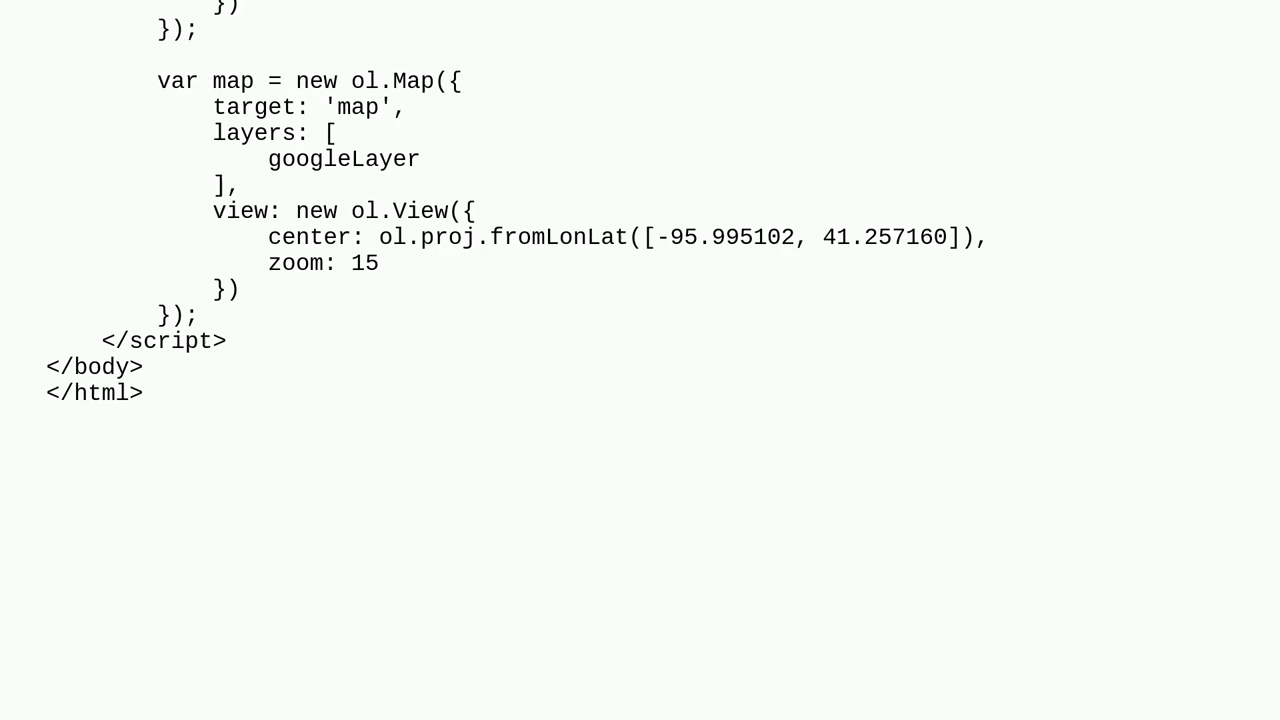 })
});
var map = new ol.Map({
target: 'map',
layers: [
googleLayer
],
view: new ol.View({
center: ol.proj.fromLonLat([-95.995102, 41.257160]),
zoom: 15
})
});
</script>
</body>
</html>